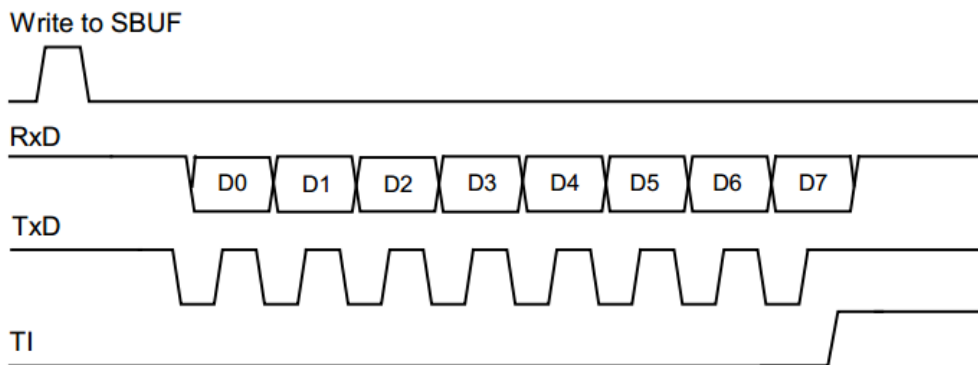 Write to SBUF
RxD
D0 D1 D2 D3 D4 D5 D6 D7
TxD
TI